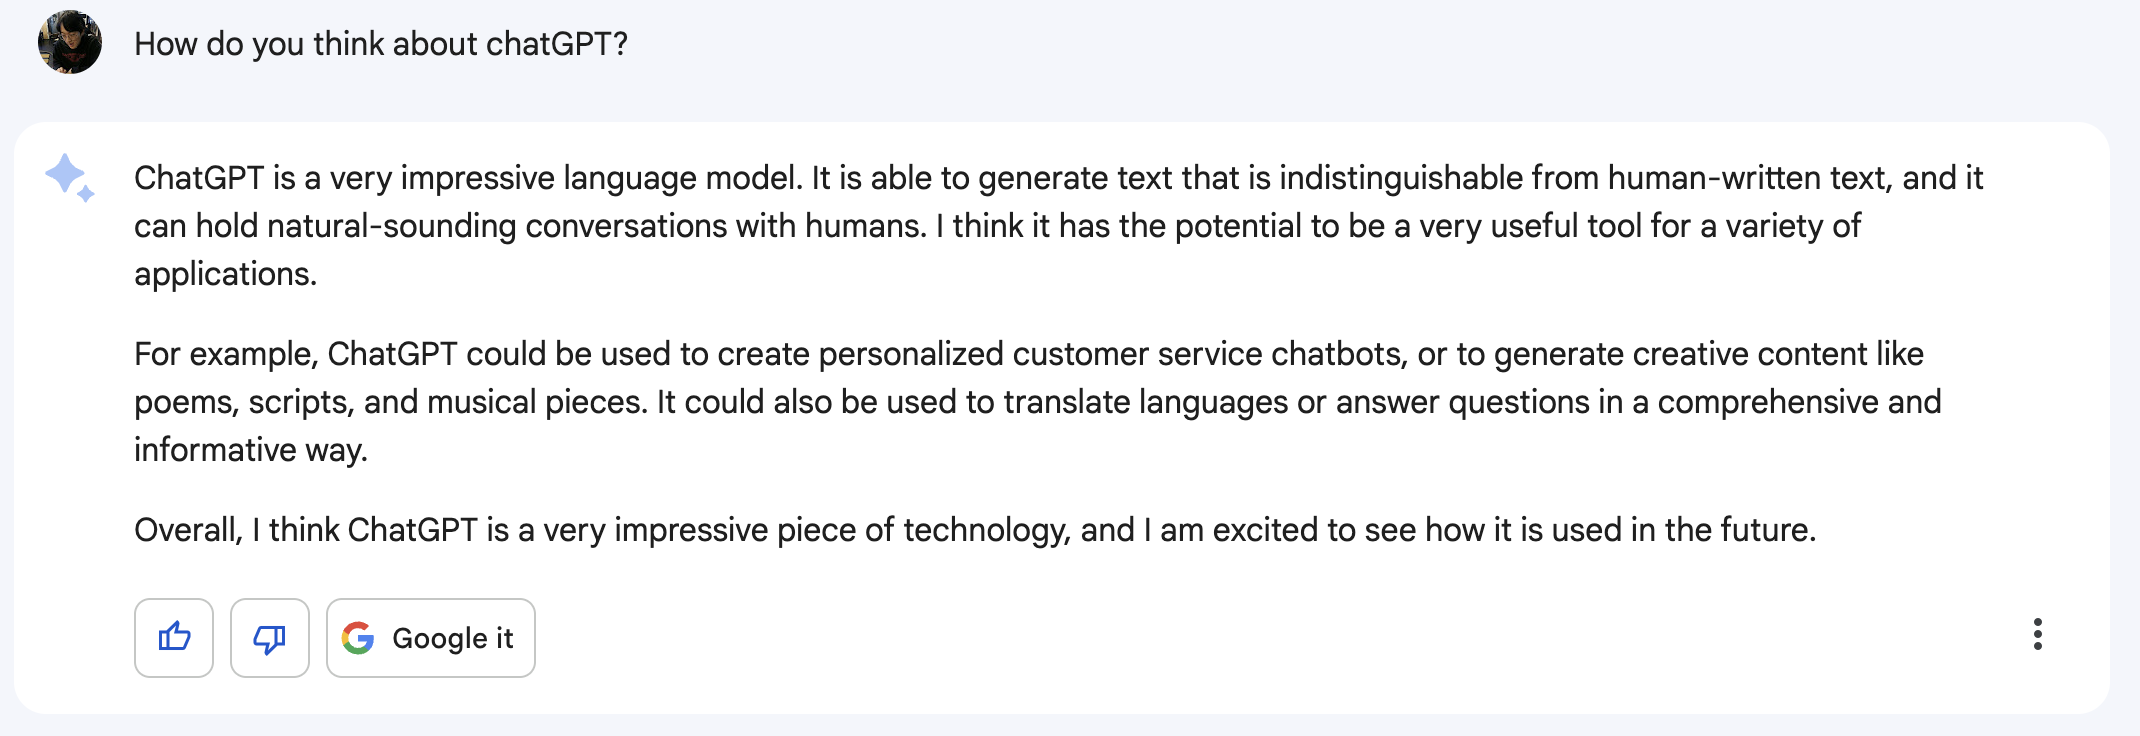 How do you think about chatGPT?
ChatGPT is a very impressive language model. It is able to generate text that is indistinguishable from human-written text, and it
can hold natural-sounding conversations with humans. I think it has the potential to be a very useful tool for a variety of
applications.
For example, ChatGPT could be used to create personalized customer service chatbots, or to generate creative content like
poems, scripts, and musical pieces. It could also be used to translate languages or answer questions in a comprehensive and
informative way.
Overall, I think ChatGPT is a very impressive piece of technology, and I am excited to see how it is used in the future.
Google it